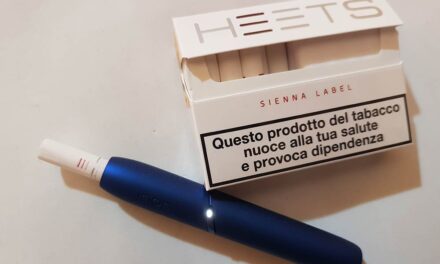 HEETS
SIENNA LABEL
Questo prodotto del tabacco
nuoce alla tua salute
e provoca dipendenza